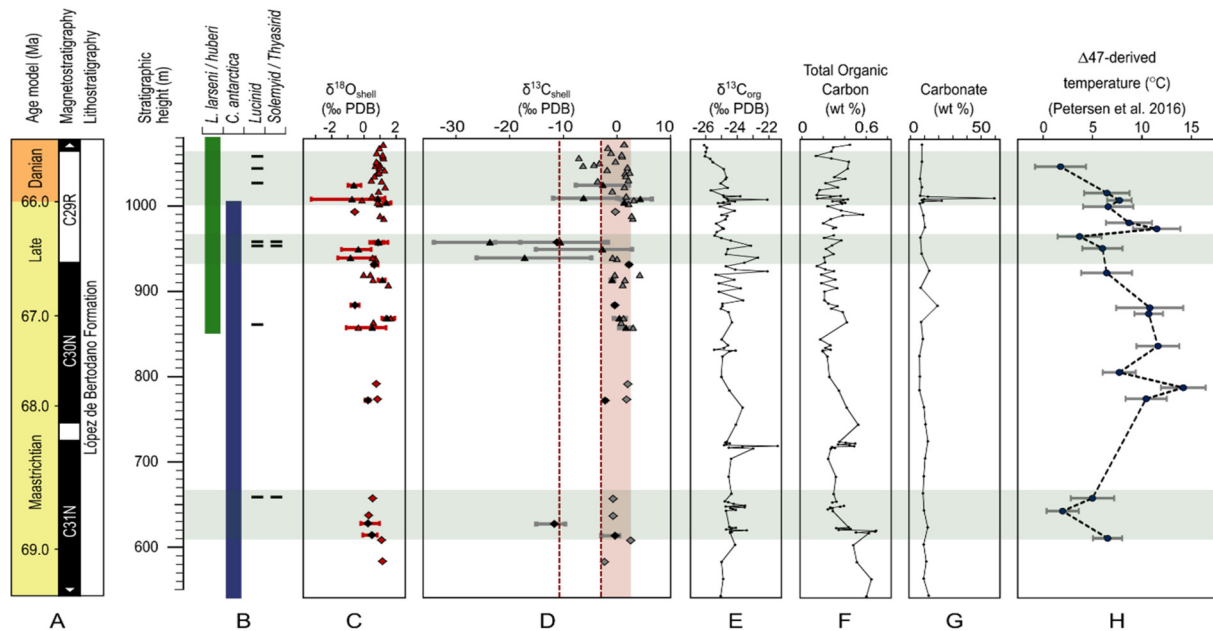 Age model (Ma)
Magnetostratigraphy
Lithostratigraphy
Stratigraphic
height (m)
L. larseni / huberi
C. antarctica
Lucinid
Solemyid / Thyasirid
δ18Oshell
(‰ PDB)
-2 0 2
δ13Cshell
(‰ PDB)
-30 -20 -10 0 10
δ13Corg
(‰ PDB)
-26 -24 -22
Total Organic
Carbon
(wt %)
0 0.6
Carbonate
(wt %)
0 60
Δ47-derived
temperature (°C)
(Petersen et al. 2016)
0 5 10 15
Danian
66.0
Late
67.0
68.0
Maastrichtian
69.0
C29R
C30N
C31N
López de Bertodano Formation
1000
900
800
700
600
A B C D E F G H